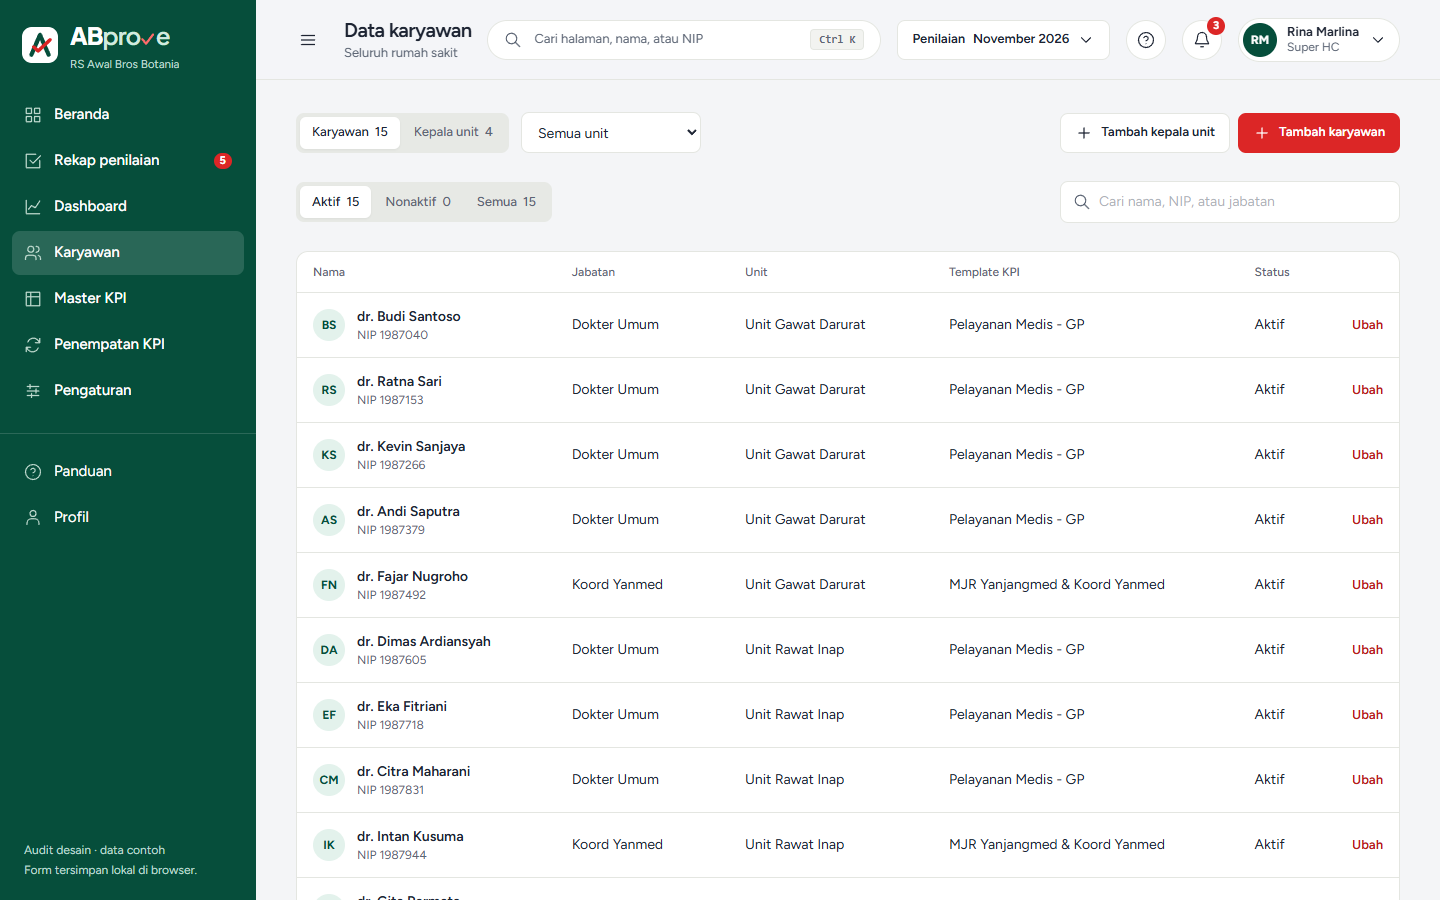 ABprove
RS Awal Bros Botania
Beranda
Rekap penilaian 5
Dashboard
Karyawan
Master KPI
Penempatan KPI
Pengaturan
Panduan
Profil
Audit desain · data contoh
Form tersimpan lokal di browser.
Data karyawan
Seluruh rumah sakit
Cari halaman, nama, atau NIP Ctrl K
Penilaian November 2026
3
RM Rina Marlina
Super HC
Karyawan 15 Kepala unit 4 Semua unit
Tambah kepala unit Tambah karyawan
Aktif 15 Nonaktif 0 Semua 15
Cari nama, NIP, atau jabatan
Nama Jabatan Unit Template KPI Status
BS dr. Budi Santoso Dokter Umum Unit Gawat Darurat Pelayanan Medis - GP Aktif Ubah
NIP 1987040
RS dr. Ratna Sari Dokter Umum Unit Gawat Darurat Pelayanan Medis - GP Aktif Ubah
NIP 1987153
KS dr. Kevin Sanjaya Dokter Umum Unit Gawat Darurat Pelayanan Medis - GP Aktif Ubah
NIP 1987266
AS dr. Andi Saputra Dokter Umum Unit Gawat Darurat Pelayanan Medis - GP Aktif Ubah
NIP 1987379
FN dr. Fajar Nugroho Koord Yanmed Unit Gawat Darurat MJR Yanjangmed & Koord Yanmed Aktif Ubah
NIP 1987492
DA dr. Dimas Ardiansyah Dokter Umum Unit Rawat Inap Pelayanan Medis - GP Aktif Ubah
NIP 1987605
EF dr. Eka Fitriani Dokter Umum Unit Rawat Inap Pelayanan Medis - GP Aktif Ubah
NIP 1987718
CM dr. Citra Maharani Dokter Umum Unit Rawat Inap Pelayanan Medis - GP Aktif Ubah
NIP 1987831
IK dr. Intan Kusuma Koord Yanmed Unit Rawat Inap MJR Yanjangmed & Koord Yanmed Aktif Ubah
NIP 1987944